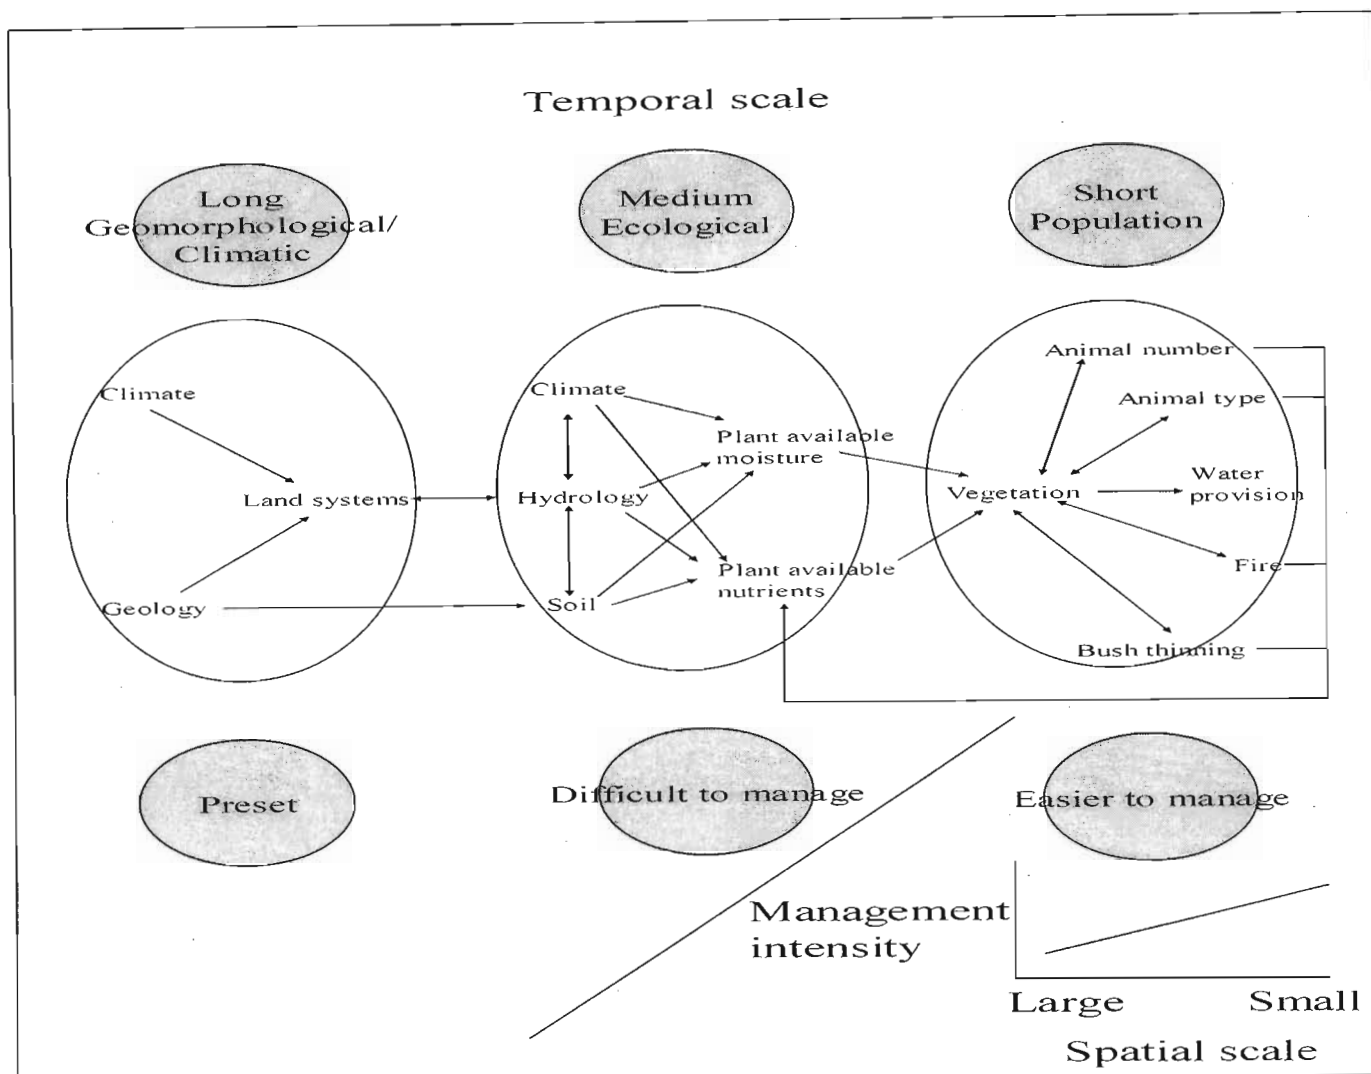 Temporal scale
Long
Geomorphological/
Climatic
Medium
Ecological
Short
Population
Climate
Land systems
Geology
Climate
Plant available
moisture
Hydrology
Plant available
nutrients
Soil
Animal number
Animal type
Vegetation
Water
provision
Fire
Bush thinning
Preset
Difficult to manage
Easier to manage
Management
intensity
Large
Small
Spatial scale